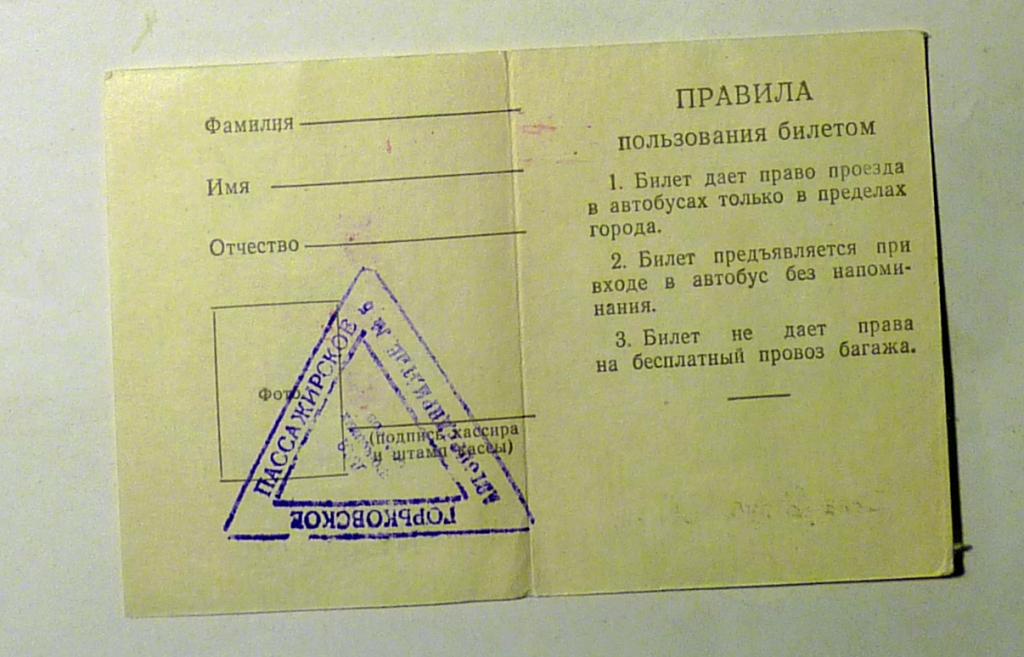 Фамилия
Имя
Отчество
Фото
(подпись кассира
и штамп кассы)
ПАССАЖИРСКОЕ
ГОРЬКОВСКОЕ
ПРАВИЛА
пользования билетом
1. Билет дает право проезда
в автобусах только в пределах
города.
2. Билет предъявляется при
входе в автобус без напоми-
нания.
3. Билет не дает права
на бесплатный провоз багажа.